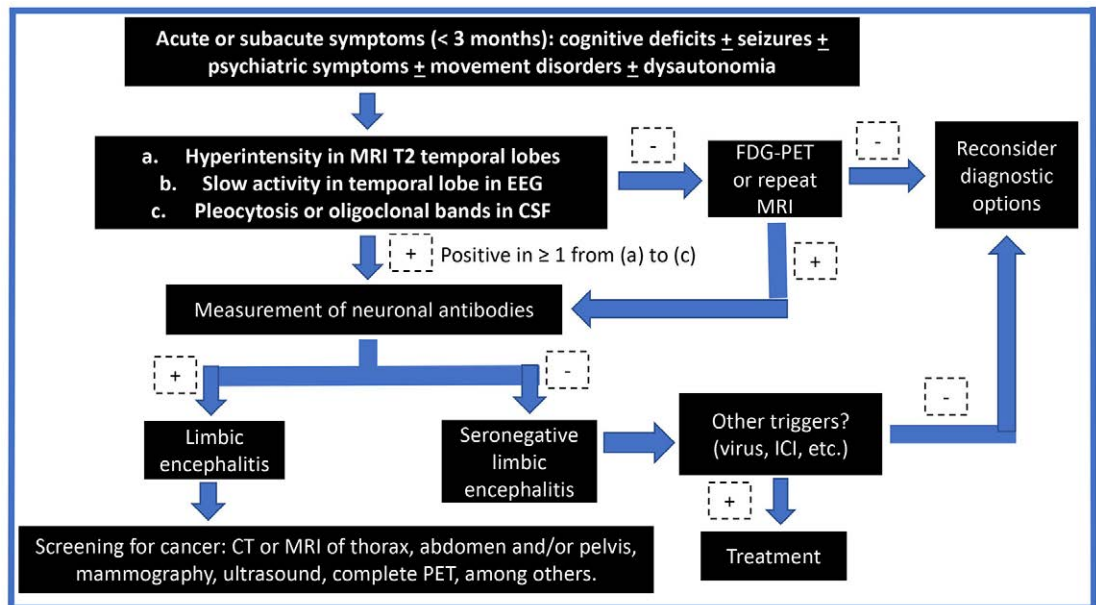 Acute or subacute symptoms (< 3 months): cognitive deficits ± seizures ±
psychiatric symptoms ± movement disorders ± dysautonomia
a. Hyperintensity in MRI T2 temporal lobes
b. Slow activity in temporal lobe in EEG
c. Pleocytosis or oligoclonal bands in CSF
-
FDG-PET
or repeat
MRI
-
Reconsider
diagnostic
options
+ Positive in ≥ 1 from (a) to (c)
+
Measurement of neuronal antibodies
+
-
Limbic
encephalitis
Seronegative
limbic
encephalitis
Other triggers?
(virus, ICI, etc.)
-
+
Treatment
Screening for cancer: CT or MRI of thorax, abdomen and/or pelvis,
mammography, ultrasound, complete PET, among others.